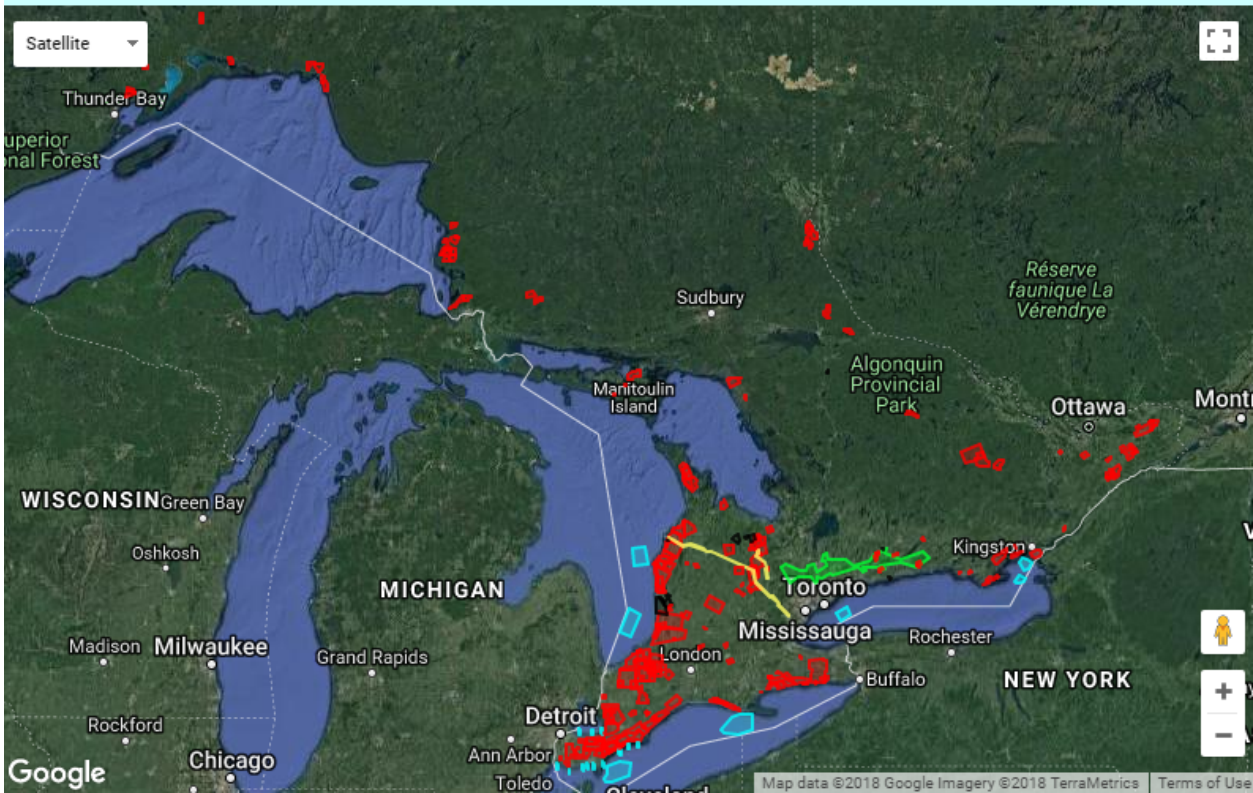 Satellite
Thunder Bay
uperior
onal Forest
Sudbury
Réserve
faunique La
Vérendrye
Algonquin
Provincial
Park
Manitoulin
Island
Ottawa
Montr
WISCONSIN
Green Bay
Oshkosh
Kingston
MICHIGAN
Toronto
Mississauga
Rochester
Madison
Milwaukee
Grand Rapids
London
NEW YORK
Buffalo
Rockford
Detroit
Ann Arbor
Chicago
Toledo
Cleveland
Google
Map data ©2018 Google Imagery ©2018 TerraMetrics
Terms of Use